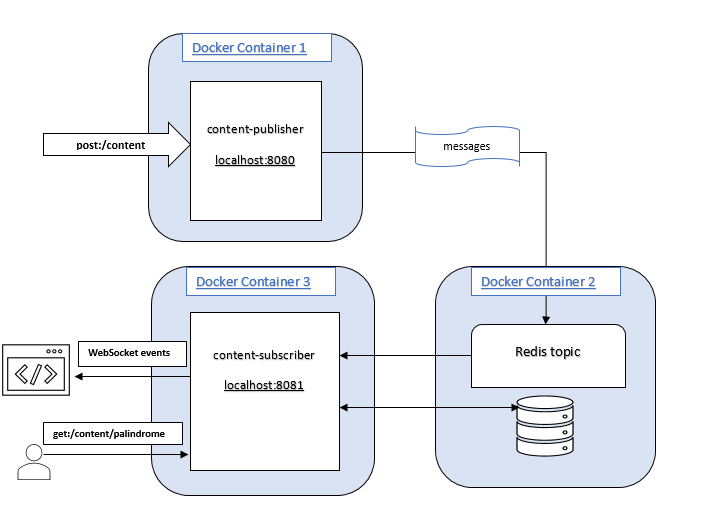 Docker Container 1
content-publisher
localhost:8080
post:/content
messages
Docker Container 3
Docker Container 2
content-subscriber
localhost:8081
Redis topic
WebSocket events
</>
get:/content/palindrome